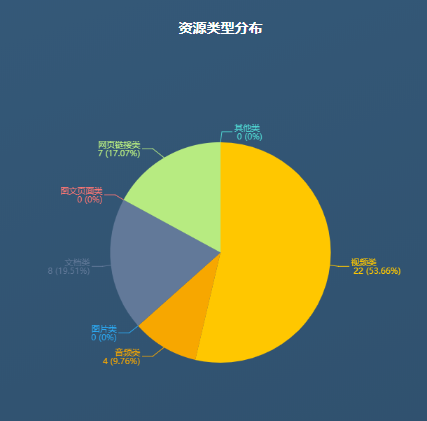 资源类型分布
其他类
0 (0%)
网页链接类
7 (17.07%)
图文页面类
0 (0%)
文档类
8 (19.51%)
视频类
22 (53.66%)
图片类
0 (0%)
音频类
4 (9.76%)